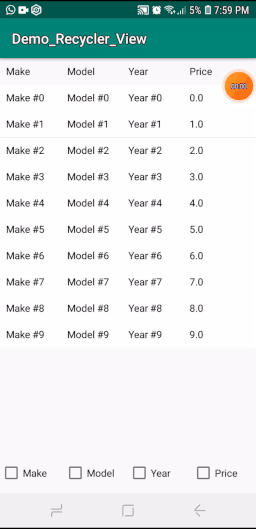 5% 7:59 PM
Demo_Recycler_View
Make Model Year Price
Make #0 Model #0 Year #0 0.0
Make #1 Model #1 Year #1 1.0
Make #2 Model #2 Year #2 2.0
Make #3 Model #3 Year #3 3.0
Make #4 Model #4 Year #4 4.0
Make #5 Model #5 Year #5 5.0
Make #6 Model #6 Year #6 6.0
Make #7 Model #7 Year #7 7.0
Make #8 Model #8 Year #8 8.0
Make #9 Model #9 Year #9 9.0
Make Model Year Price